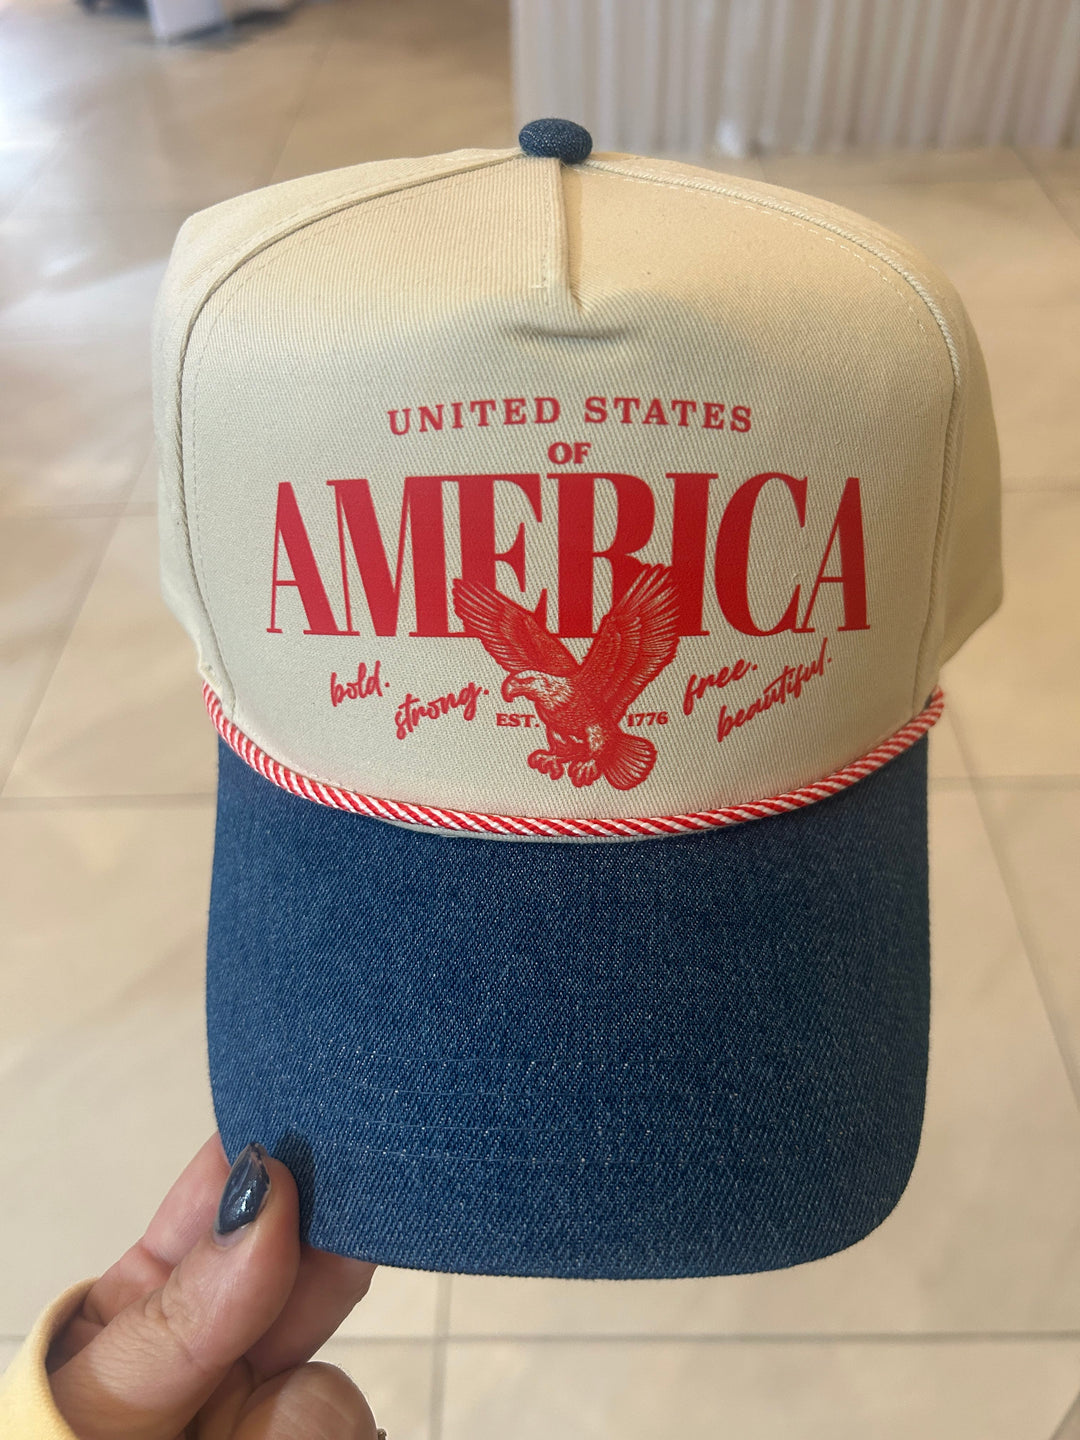 UNITED STATES
OF
AMERICA
bold.
strong.
free.
beautiful.
EST. 1776